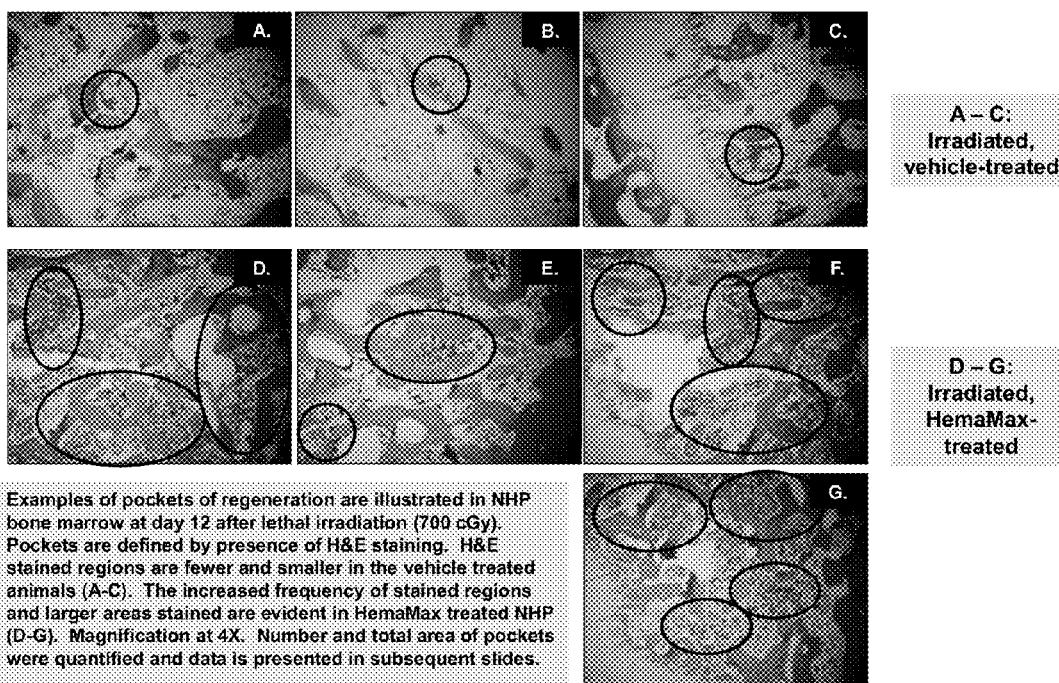 A.
B.
C.
A – C:
Irradiated,
vehicle-treated
D.
E.
F.
D – G:
Irradiated,
HemaMax-
treated
G.
Examples of pockets of regeneration are illustrated in NHP
bone marrow at day 12 after lethal irradiation (700 cGy).
Pockets are defined by presence of H&E staining. H&E
stained regions are fewer and smaller in the vehicle treated
animals (A-C). The increased frequency of stained regions
and larger areas stained are evident in HemaMax treated NHP
(D-G). Magnification at 4X. Number and total area of pockets
were quantified and data is presented in subsequent slides.